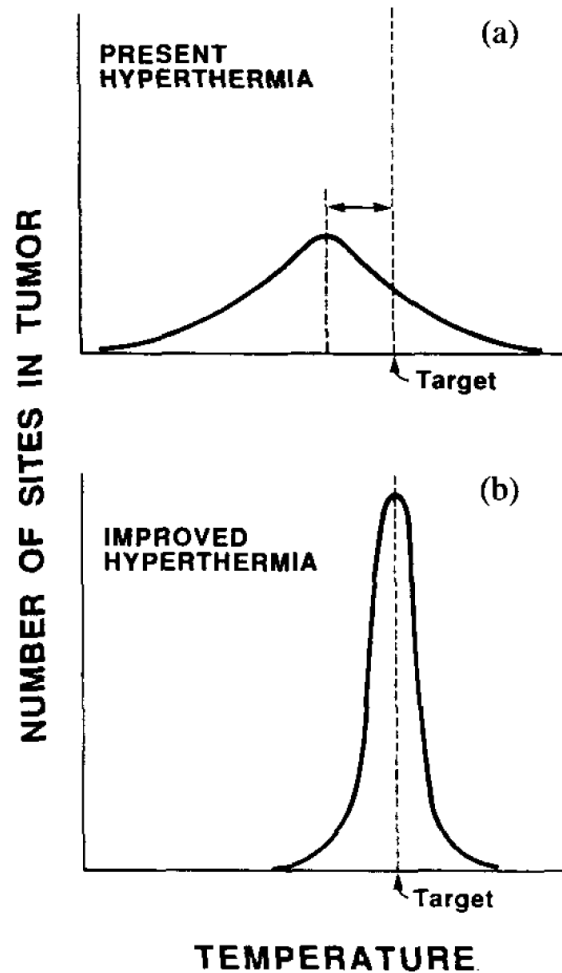 (a)
PRESENT
HYPERTHERMIA
Target
(b)
IMPROVED
HYPERTHERMIA
Target
NUMBER OF SITES IN TUMOR
TEMPERATURE